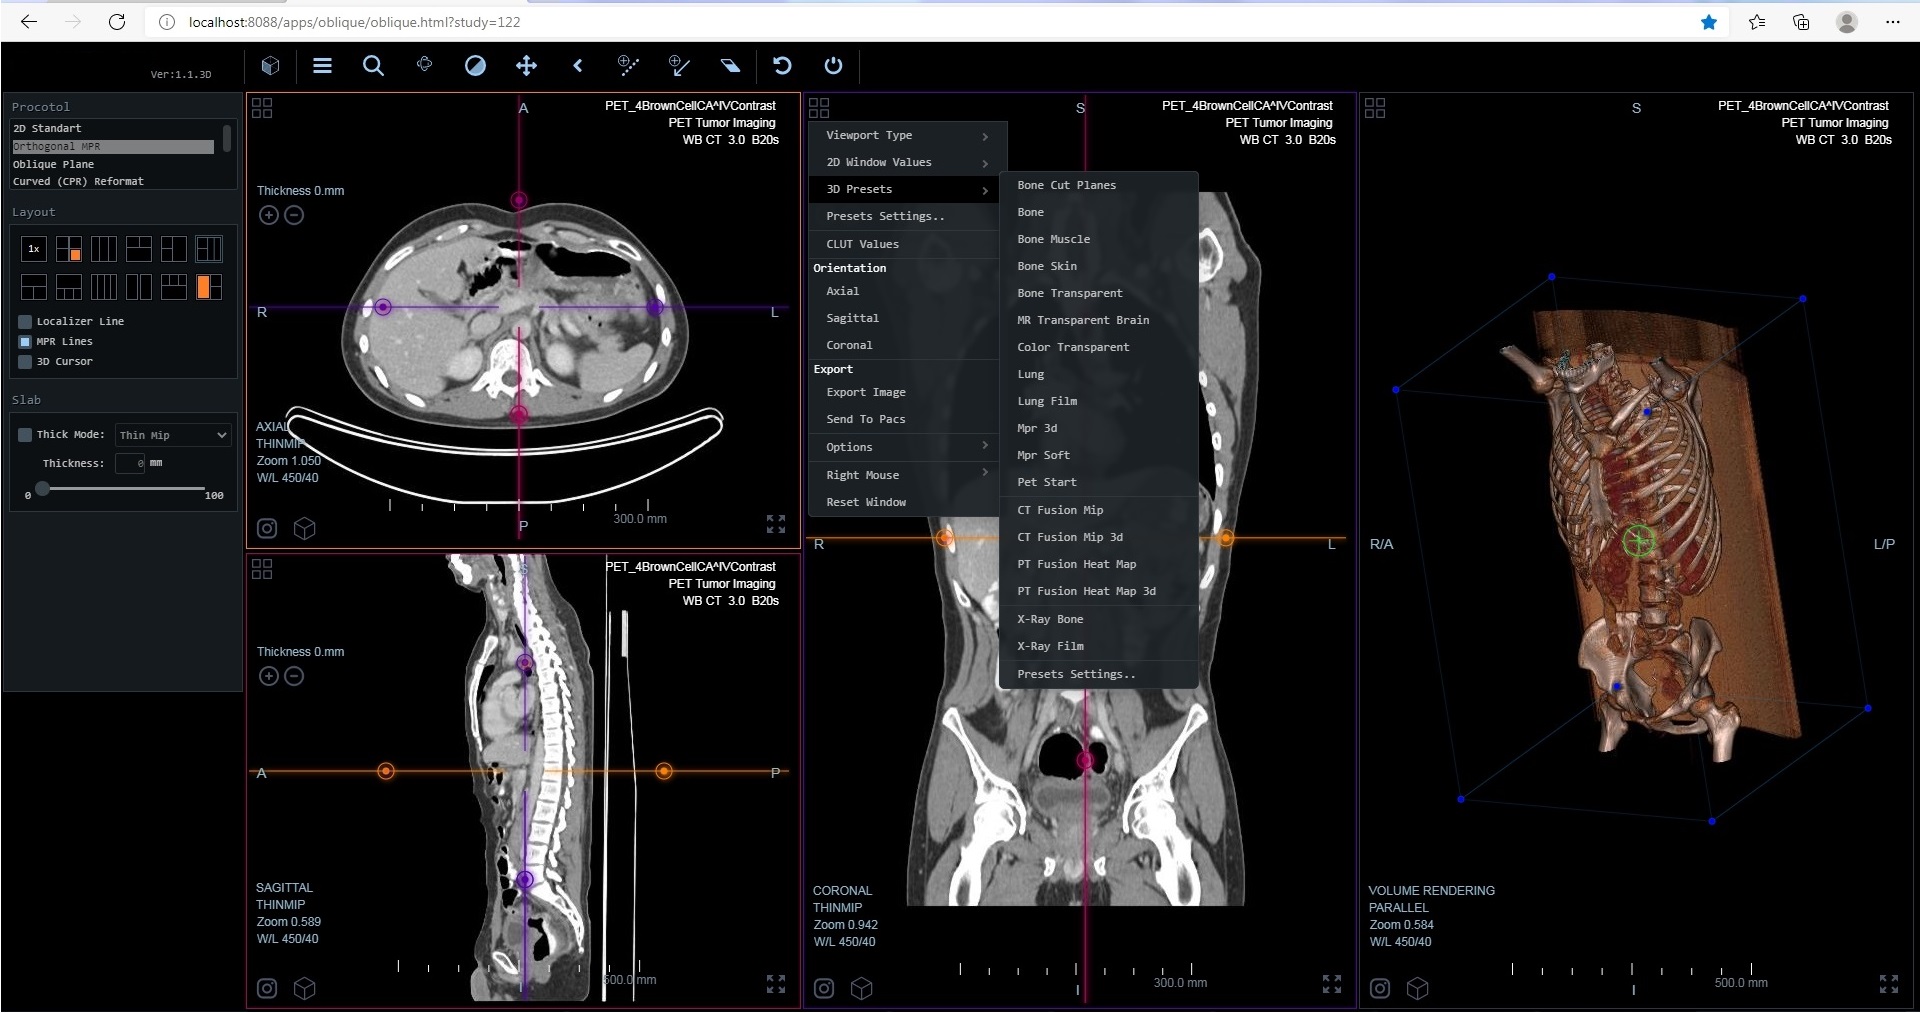 localhost:8088/apps/oblique/oblique.html?study=122
Ver:1.1.3D
Procotol
2D Standart
Orthogonal MPR
Oblique Plane
Curved (CPR) Reformat
Layout
1x
Localizer Line
MPR Lines
3D Cursor
Slab
Thick Mode: Thin Mip
Thickness: 0 mm
0 100
A
PET_4BrownCellCA^IVContrast
PET Tumor Imaging
WB CT 3.0 B20s
Thickness 0.mm
R
L
AXIAL
THINMIP
Zoom 1.050
W/L 450/40
P
300.0 mm
S
PET_4BrownCellCA^IVContrast
PET Tumor Imaging
WB CT 3.0 B20s
Thickness 0.mm
A
P
SAGITTAL
THINMIP
Zoom 0.589
W/L 450/40
I
500.0 mm
S
PET_4BrownCellCA^IVContrast
PET Tumor Imaging
WB CT 3.0 B20s
Viewport Type
2D Window Values
3D Presets
Presets Settings..
CLUT Values
Orientation
Axial
Sagittal
Coronal
Export
Export Image
Send To Pacs
Options
Right Mouse
Reset Window
Bone Cut Planes
Bone
Bone Muscle
Bone Skin
Bone Transparent
MR Transparent Brain
Color Transparent
Lung
Lung Film
Mpr 3d
Mpr Soft
Pet Start
CT Fusion Mip
CT Fusion Mip 3d
PT Fusion Heat Map
PT Fusion Heat Map 3d
X-Ray Bone
X-Ray Film
Presets Settings..
R
L
CORONAL
THINMIP
Zoom 0.942
W/L 450/40
I
300.0 mm
S
PET_4BrownCellCA^IVContrast
PET Tumor Imaging
WB CT 3.0 B20s
R/A
L/P
VOLUME RENDERING
PARALLEL
Zoom 0.584
W/L 450/40
I
500.0 mm